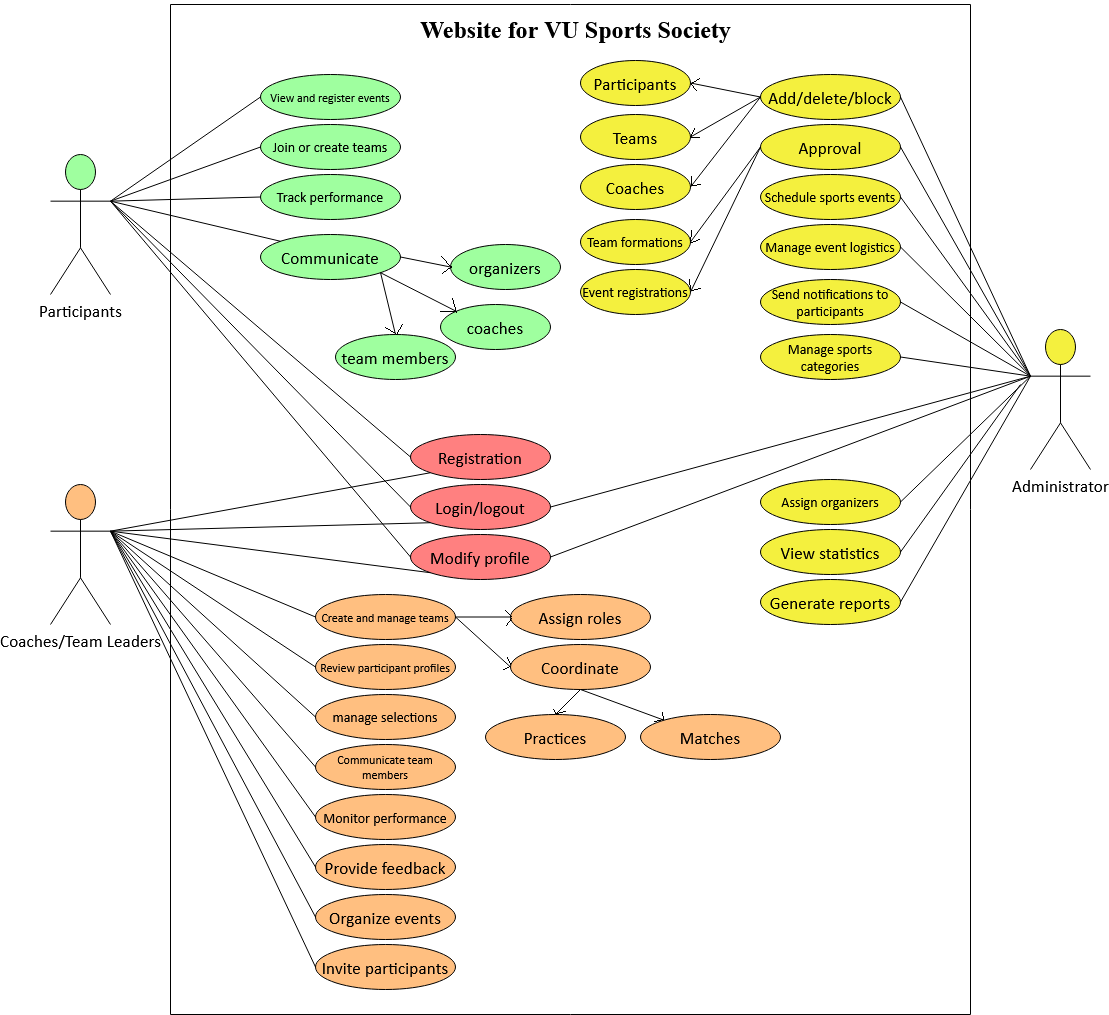 Website for VU Sports Society
View and register events
Join or create teams
Track performance
Communicate
organizers
coaches
team members
Participants
Participants
Teams
Coaches
Team formations
Event registrations
Add/delete/block
Approval
Schedule sports events
Manage event logistics
Send notifications to
participants
Manage sports
categories
Administrator
Registration
Login/logout
Modify profile
Assign organizers
View statistics
Generate reports
Coaches/Team Leaders
Create and manage teams
Assign roles
Review participant profiles
Coordinate
manage selections
Practices
Matches
Communicate team
members
Monitor performance
Provide feedback
Organize events
Invite participants